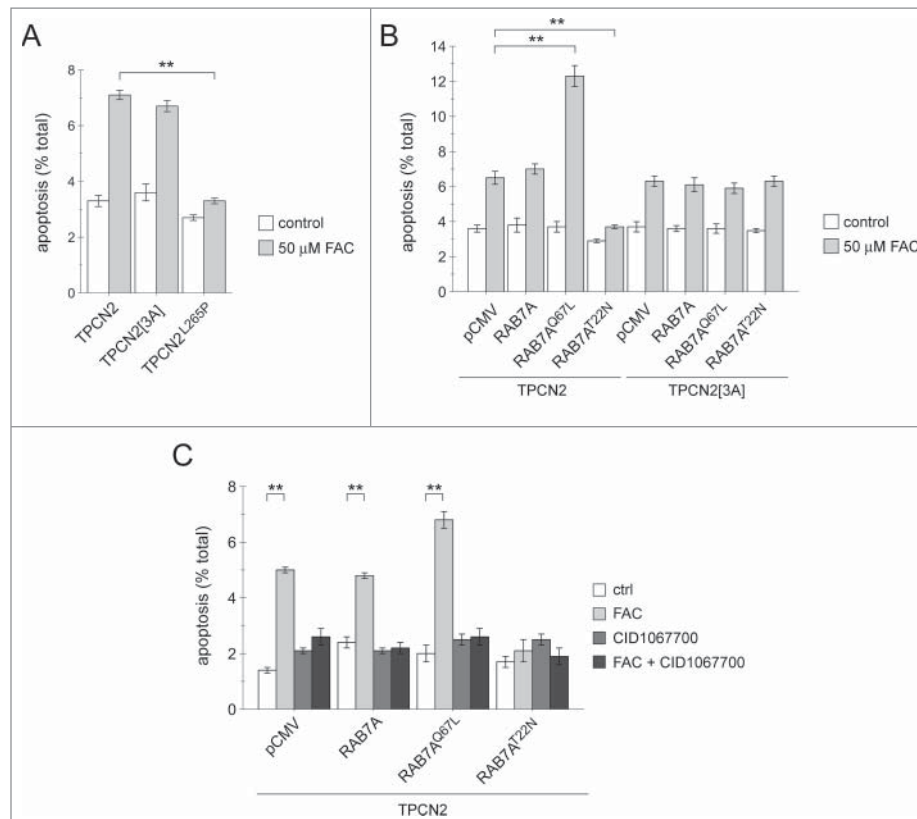 A
**
8
6
4
2
0
apoptosis (% total)
control
50 μM FAC
TPCN2
TPCN2[3A]
TPCN2L265P
B
**
**
14
12
10
8
6
4
2
0
apoptosis (% total)
control
50 μM FAC
pCMV
RAB7A
RAB7AQ67L
RAB7AT22N
pCMV
RAB7A
RAB7AQ67L
RAB7AT22N
TPCN2
TPCN2[3A]
C
** ** **
8
6
4
2
0
apoptosis (% total)
ctrl
FAC
CID1067700
FAC + CID1067700
pCMV
RAB7A
RAB7AQ67L
RAB7AT22N
TPCN2